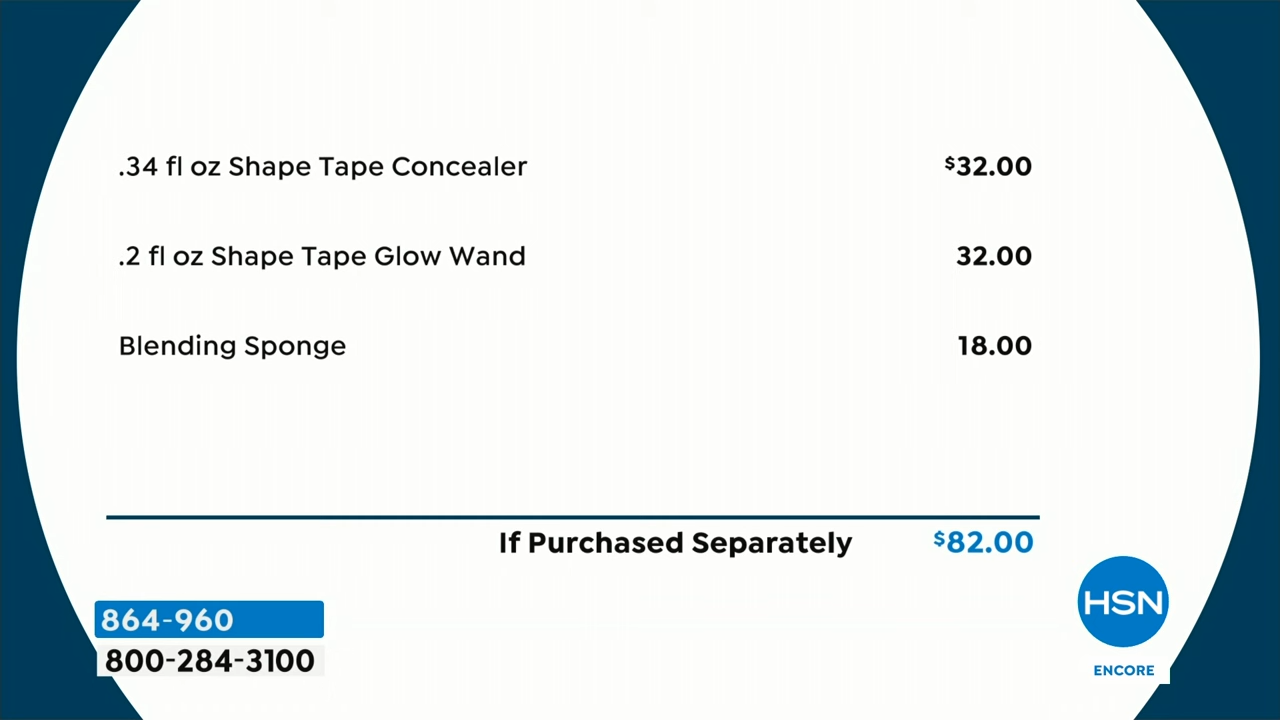 .34 fl oz Shape Tape Concealer $32.00
.2 fl oz Shape Tape Glow Wand 32.00
Blending Sponge 18.00
If Purchased Separately $82.00
864-960
800-284-3100
HSN
ENCORE